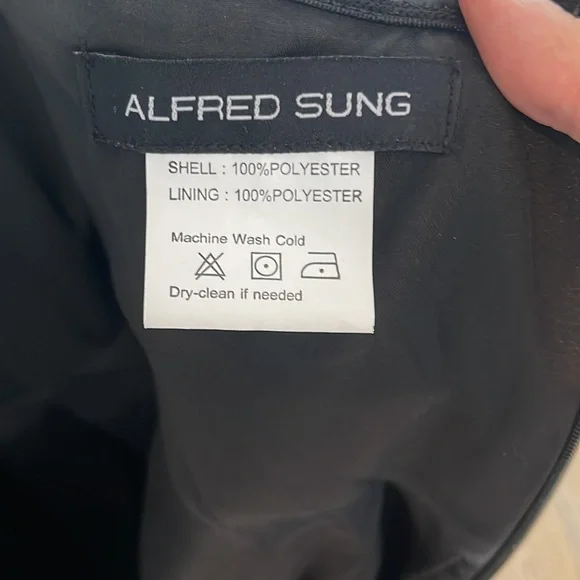 ALFRED SUNG
SHELL : 100%POLYESTER
LINING : 100%POLYESTER
Machine Wash Cold
Dry-clean if needed